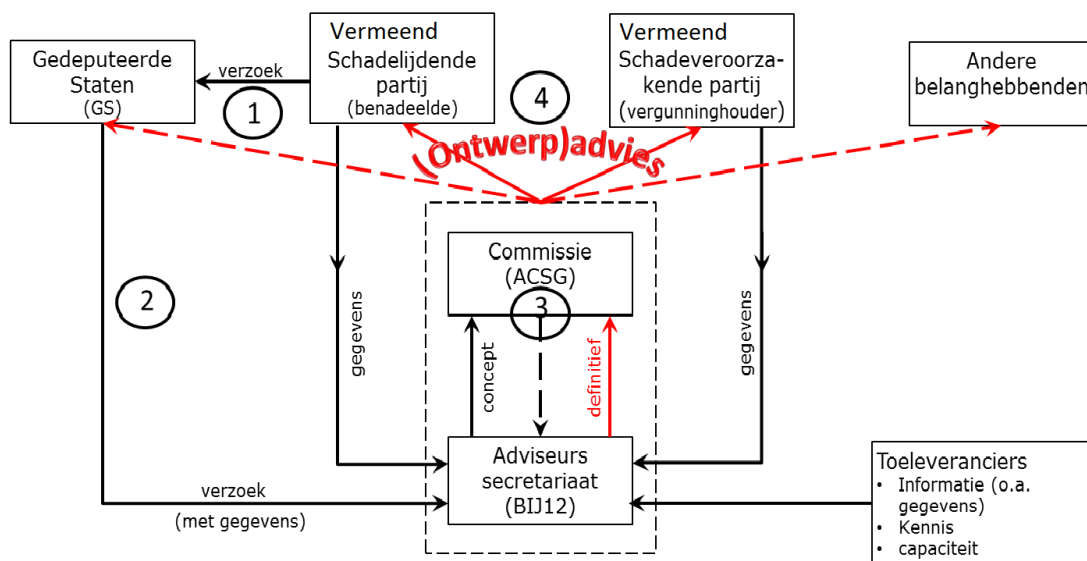 Gedeputeerde
Staten
(GS)
verzoek
1
Vermeend
Schadelijdende
partij
(benadeelde)
4
Vermeend
Schadeveroorza-
kende partij
(vergunninghouder)
Andere
belanghebbenden
(Ontwerp)advies
2
Commissie
(ACSG)
3
gegevens
concept
definitief
gegevens
Adviseurs
secretariaat
(BIJ12)
verzoek
(met gegevens)
Toeleveranciers
• Informatie (o.a.
gegevens)
• Kennis
• capaciteit